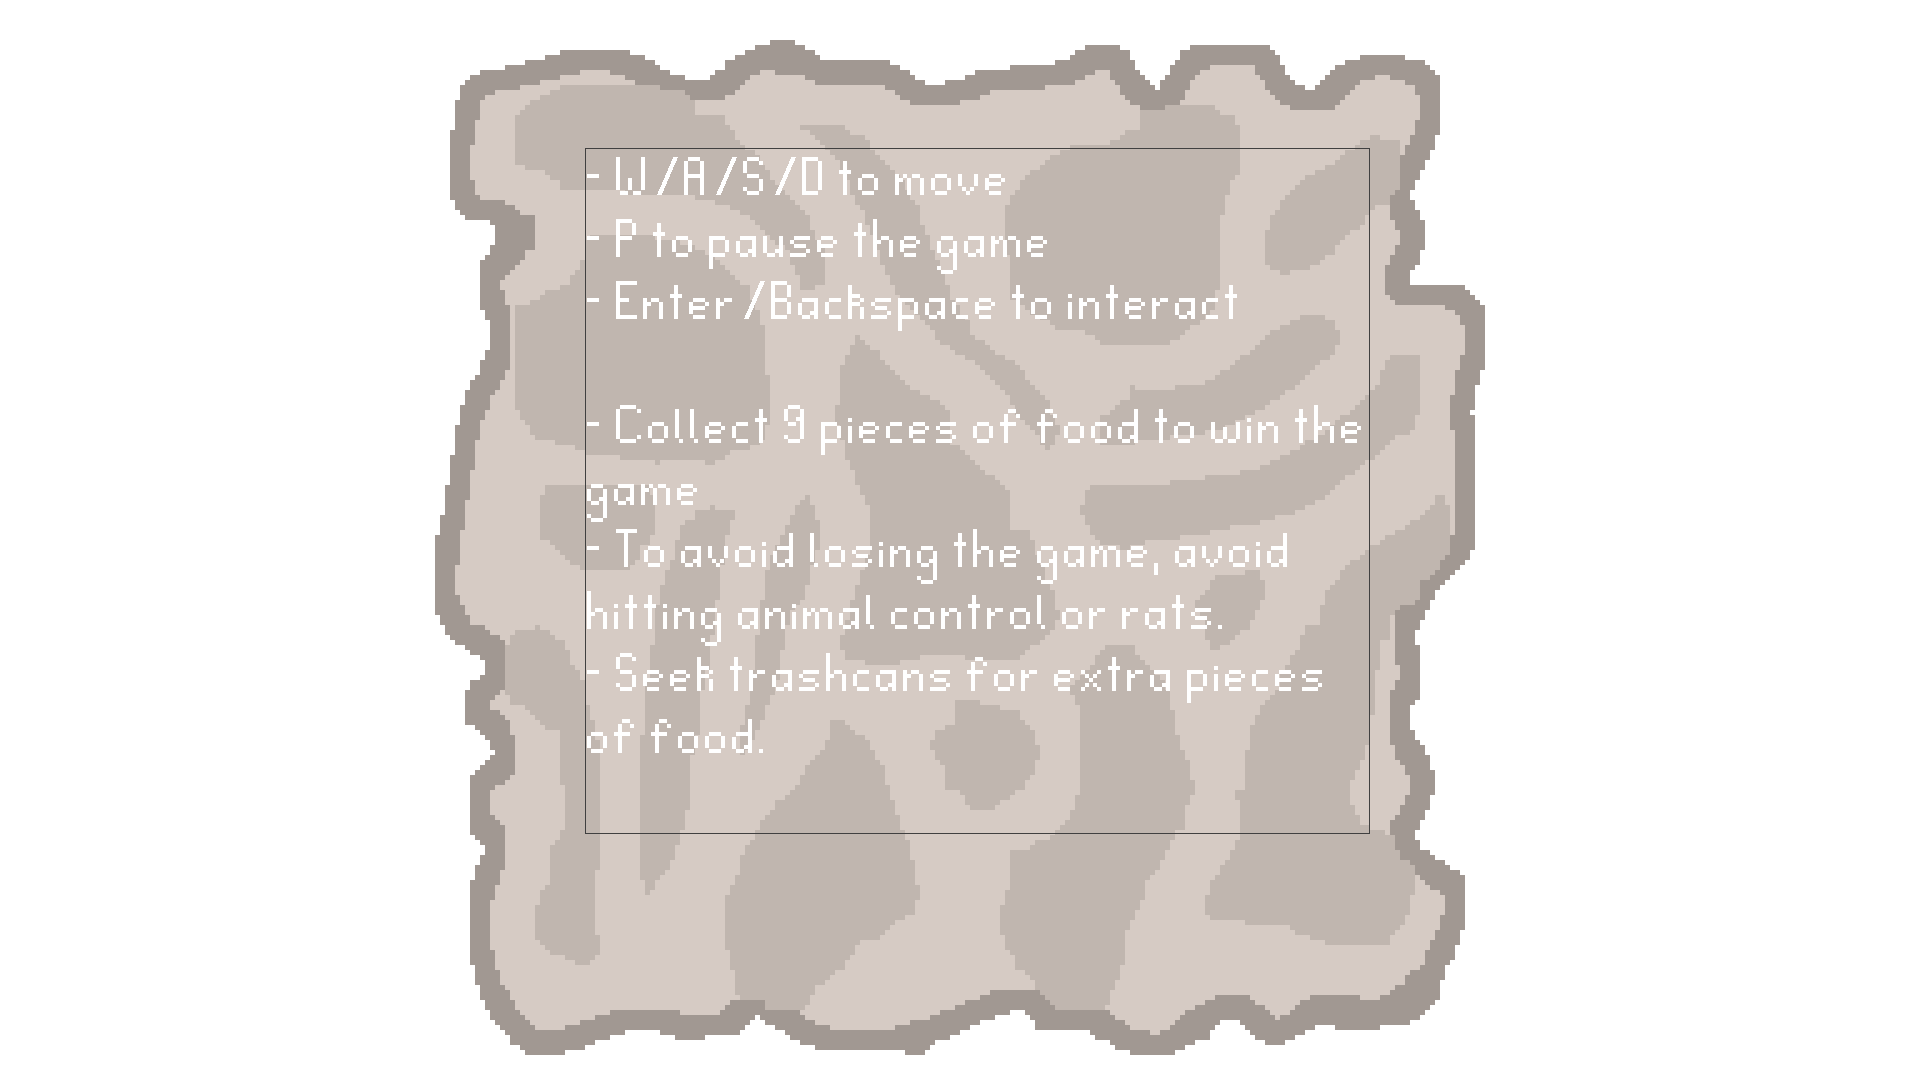 - W/A/S/D to move
- P to pause the game
- Enter/Backspace to interact
- Collect 9 pieces of food to win the
game
- To avoid losing the game, avoid
hitting animal control or rats.
- Seek trashcans for extra pieces
of food.